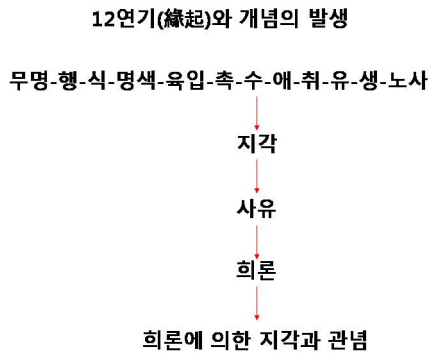 12연기(緣起)와 개념의 발생
무명-행-식-명색-육입-촉-수-애-취-유-생-노사
지각
사유
희론
희론에 의한 지각과 관념